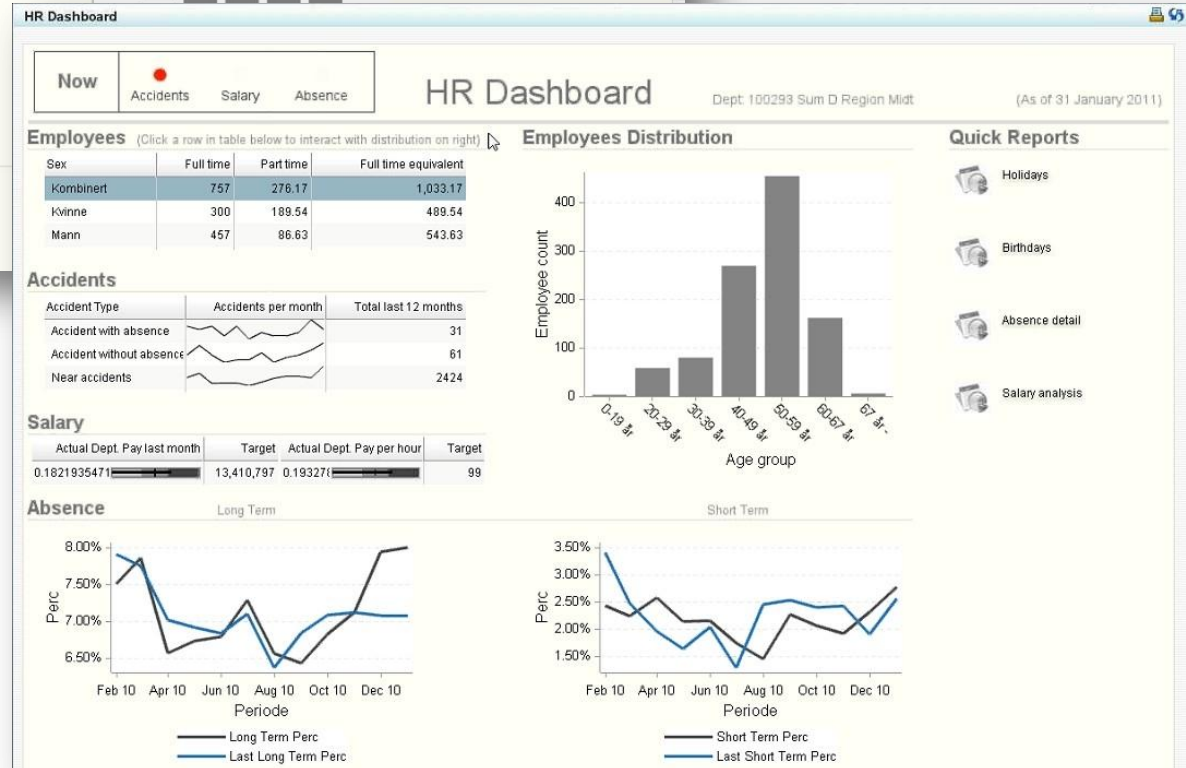 HR Dashboard
Now
Accidents Salary Absence
HR Dashboard
Dept: 100293 Sum D Region Midt
(As of 31 January 2011)
Employees (Click a row in table below to interact with distribution on right)
Sex Full time Part time Full time equivalent
Kombinert 757 276.17 1,033.17
Kvinne 300 189.54 489.54
Mann 457 86.63 543.63
Accidents
Accident Type Accidents per month Total last 12 months
Accident with absence 31
Accident without absence 61
Near accidents 2424
Salary
Actual Dept. Pay last month Target Actual Dept. Pay per hour Target
0.1821935471 13,410,797 0.193278 99
Employees Distribution
Employee count
400
300
200
100
0
0-19 år 20-29 år 30-39 år 40-49 år 50-59 år 60-67 år 67 år-
Age group
Quick Reports
Holidays
Birthdays
Absence detail
Salary analysis
Absence
Long Term
Perc
8.00%
7.50%
7.00%
6.50%
Feb 10 Apr 10 Jun 10 Aug 10 Oct 10 Dec 10
Periode
Long Term Perc
Last Long Term Perc
Short Term
Perc
3.50%
3.00%
2.50%
2.00%
1.50%
Feb 10 Apr 10 Jun 10 Aug 10 Oct 10 Dec 10
Periode
Short Term Perc
Last Short Term Perc